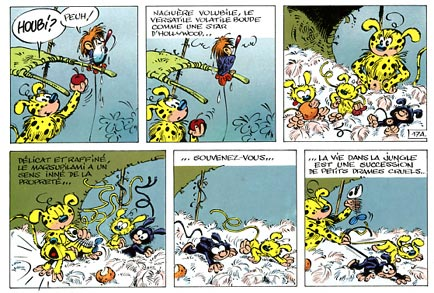 HOUBI?
PEUH!
NAGUÈRE VOLUBILE, LE
VERSATILE VOLATILE BOUDE
COMME UNE STAR
D'HOLLYWOOD...
17A.
DÉLICAT ET RAFFINÉ,
LE MARSUPILAMI A UN
SENS INNÉ DE LA
PROPRETÉ...
... SOUVENEZ-VOUS...
... LA VIE DANS LA JUNGLE
EST UNE SUCCESSION
DE PETITS DRAMES CRUELS...